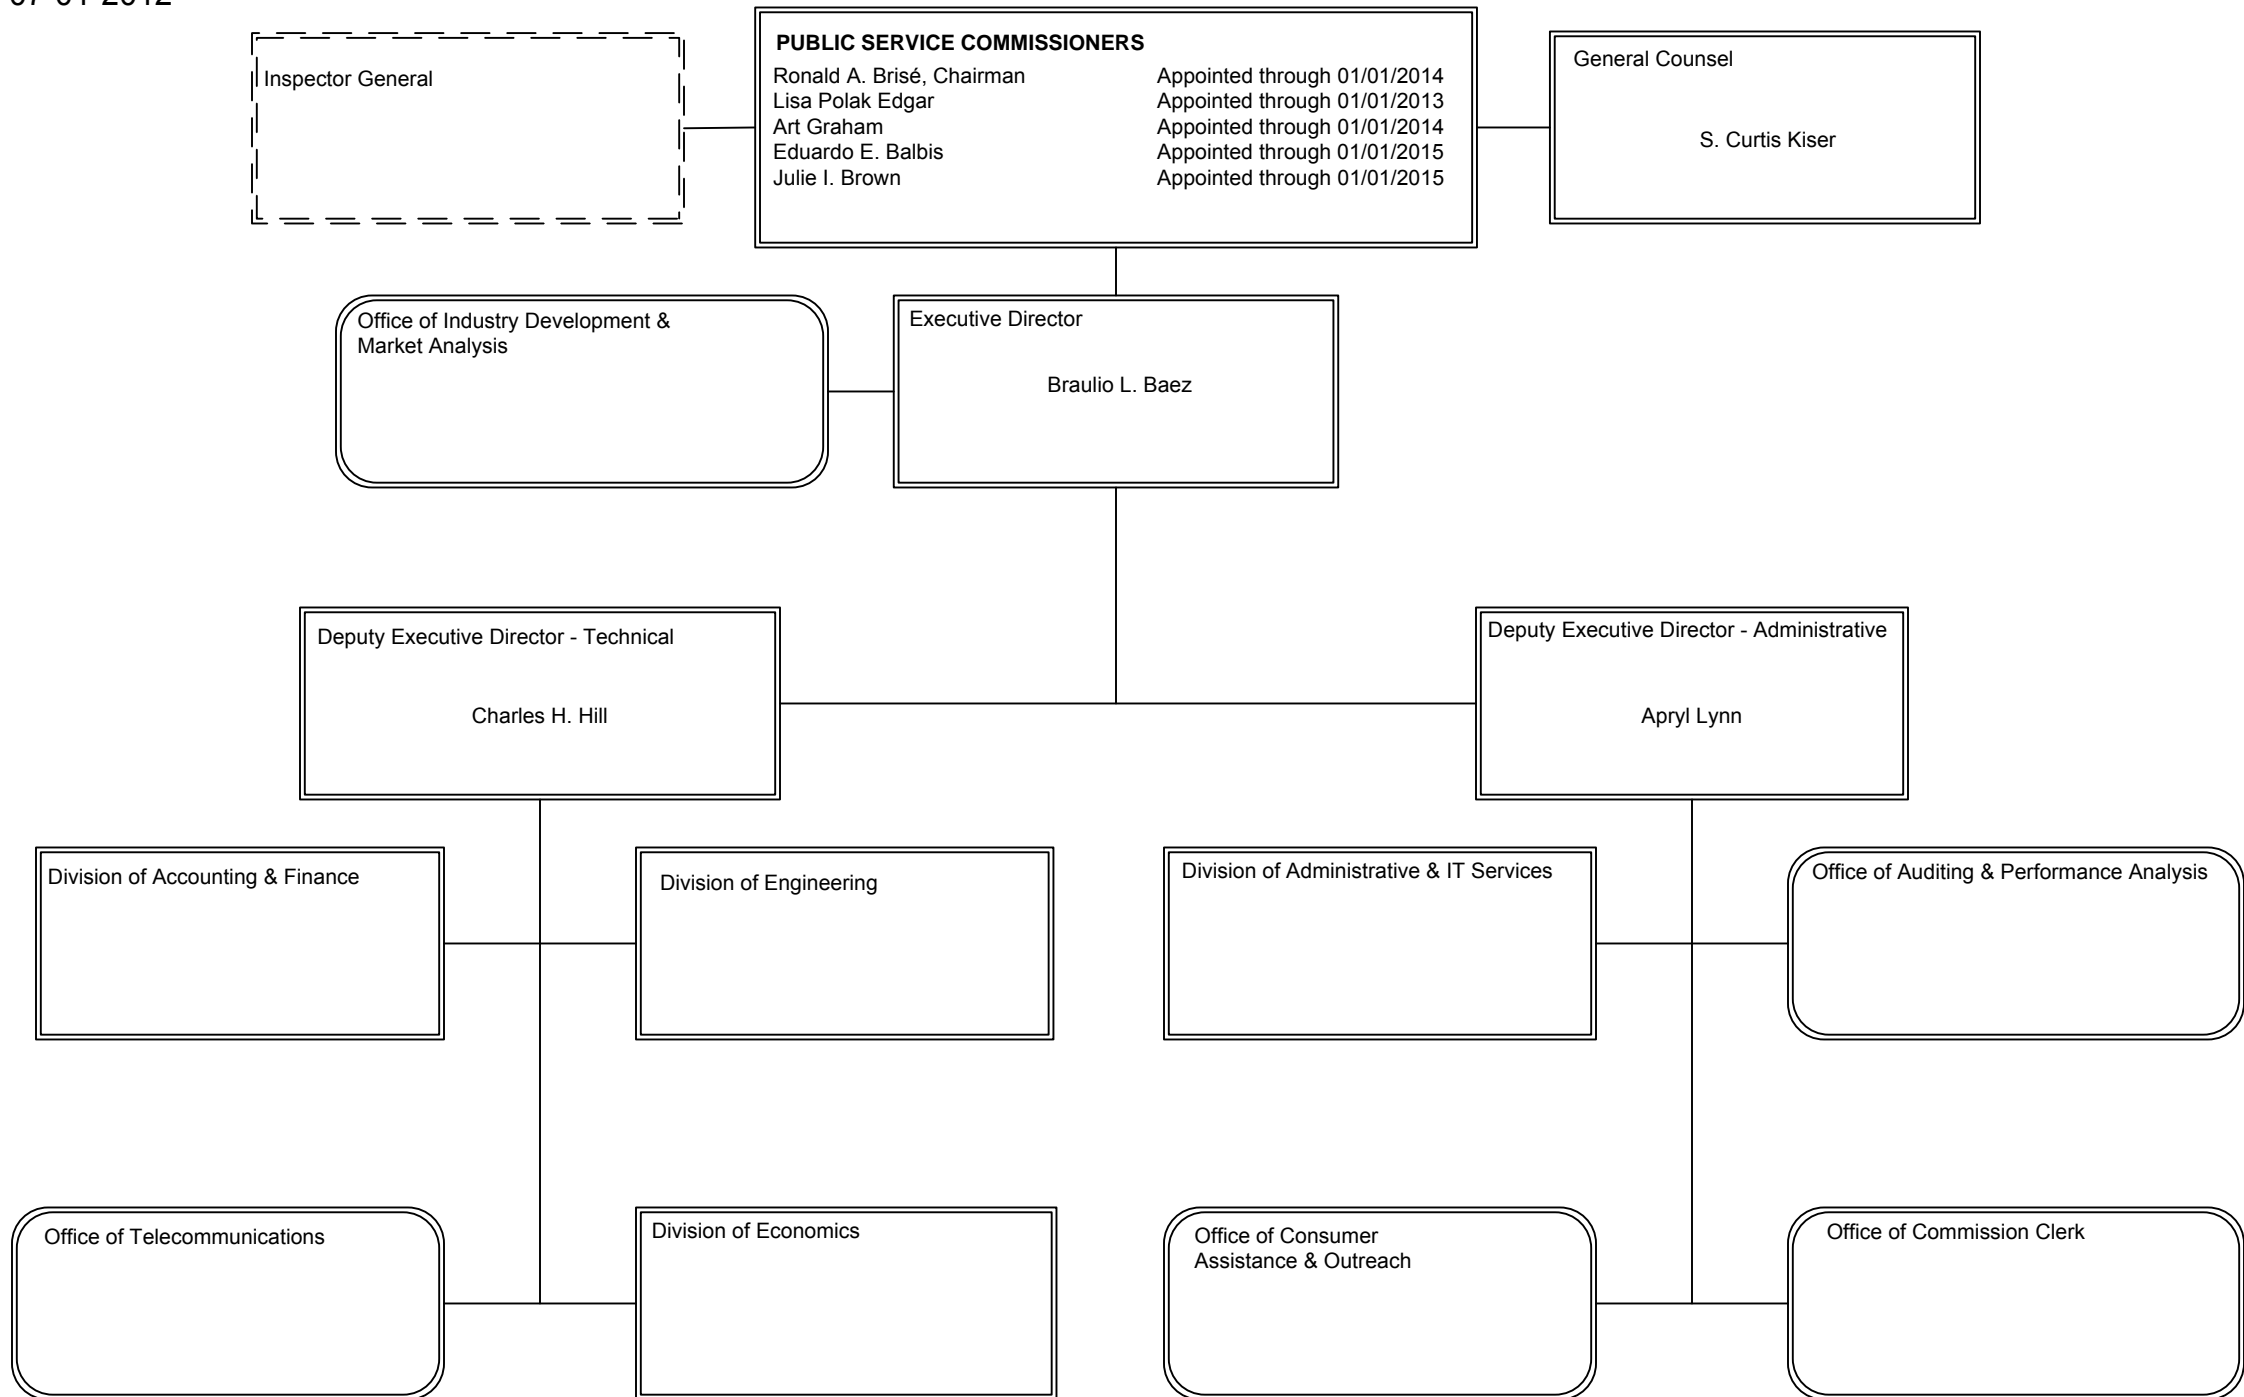 07-01-2012
PUBLIC SERVICE COMMISSIONERS
Ronald A. Brisé, Chairman Appointed through 01/01/2014
Lisa Polak Edgar Appointed through 01/01/2013
Art Graham Appointed through 01/01/2014
Eduardo E. Balbis Appointed through 01/01/2015
Julie I. Brown Appointed through 01/01/2015
Inspector General
General Counsel
S. Curtis Kiser
Office of Industry Development &
Market Analysis
Executive Director
Braulio L. Baez
Deputy Executive Director - Technical
Charles H. Hill
Deputy Executive Director - Administrative
Apryl Lynn
Division of Accounting & Finance
Division of Engineering
Division of Administrative & IT Services
Office of Auditing & Performance Analysis
Office of Telecommunications
Division of Economics
Office of Consumer
Assistance & Outreach
Office of Commission Clerk